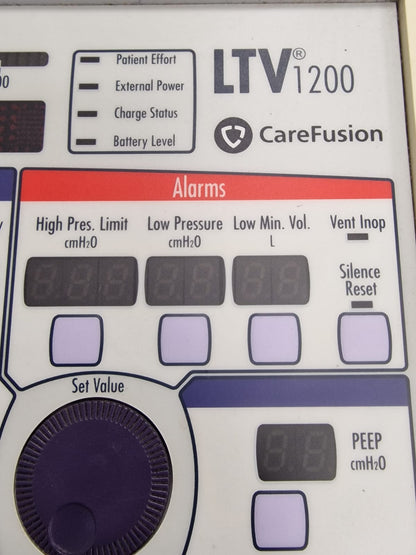 Patient Effort
External Power
Charge Status
Battery Level
LTV® 1200
CareFusion
Alarms
High Pres. Limit
cmH2O
Low Pressure
cmH2O
Low Min. Vol.
L
Vent Inop
Silence
Reset
Set Value
PEEP
cmH2O